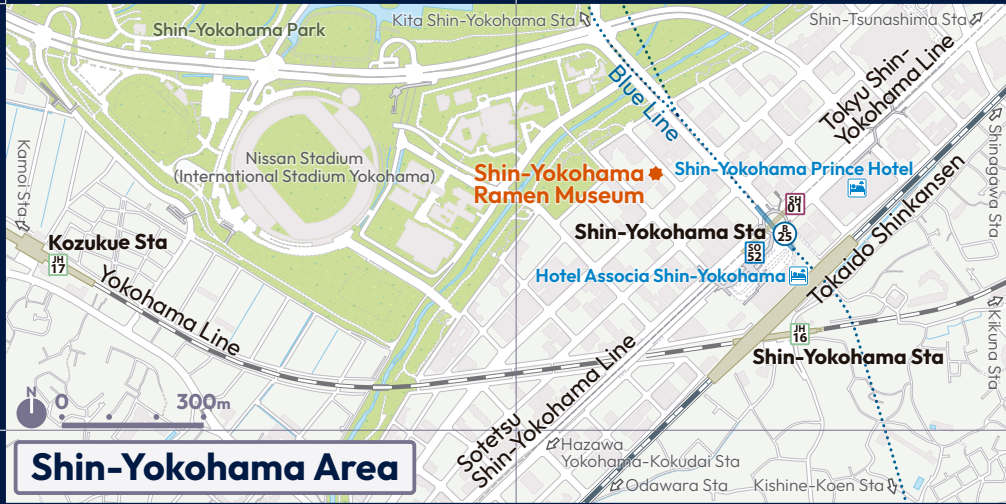 Kita Shin-Yokohama Sta
Shin-Tsunashima Sta
Shin-Yokohama Park
Blue Line
Tokyu Shin-
Yokohama Line
Shinagawa Sta
Kamoi Sta
Nissan Stadium
(International Stadium Yokohama)
Shin-Yokohama
Ramen Museum
Shin-Yokohama Prince Hotel
SH
01
Kozukue Sta
JH
17
Shin-Yokohama Sta
B
25
SO
52
Tokaido Shinkansen
Hotel Associa Shin-Yokohama
Yokohama Line
Kikuna Sta
JH
16
Shin-Yokohama Sta
Sotetsu
Shin-Yokohama Line
N
0 300m
Hazawa
Yokohama-Kokudai Sta
Odawara Sta
Kishine-Koen Sta
Shin-Yokohama Area